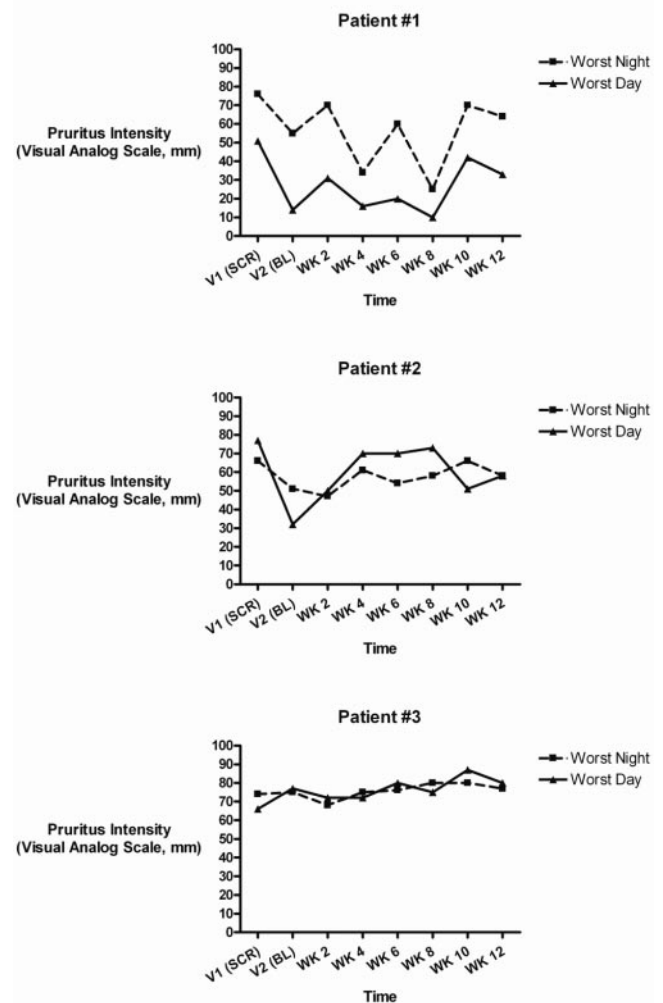 Patient #1
Pruritus Intensity
(Visual Analog Scale, mm)
100
90
80
70
60
50
40
30
20
10
0
V1 (SCR)
V2 (BL)
WK 2
WK 4
WK 6
WK 8
WK 10
WK 12
Time
Worst Night
Worst Day
Patient #2
Pruritus Intensity
(Visual Analog Scale, mm)
100
90
80
70
60
50
40
30
20
10
0
V1 (SCR)
V2 (BL)
WK 2
WK 4
WK 6
WK 8
WK 10
WK 12
Time
Worst Night
Worst Day
Patient #3
Pruritus Intensity
(Visual Analog Scale, mm)
100
90
80
70
60
50
40
30
20
10
0
V1 (SCR)
V2 (BL)
WK 2
WK 4
WK 6
WK 8
WK 10
WK 12
Time
Worst Night
Worst Day